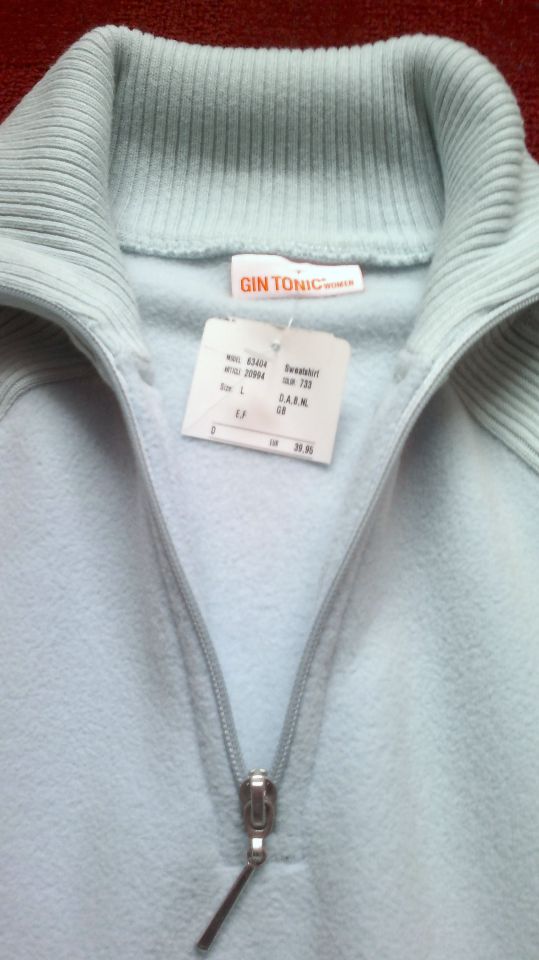 GIN TONIC WOMEN
MODEL 63404 Sweatshirt
ARTICLE 20994 COLOR 733
Size: L D,A,B,NL
E,F GB
D EUR 39,95